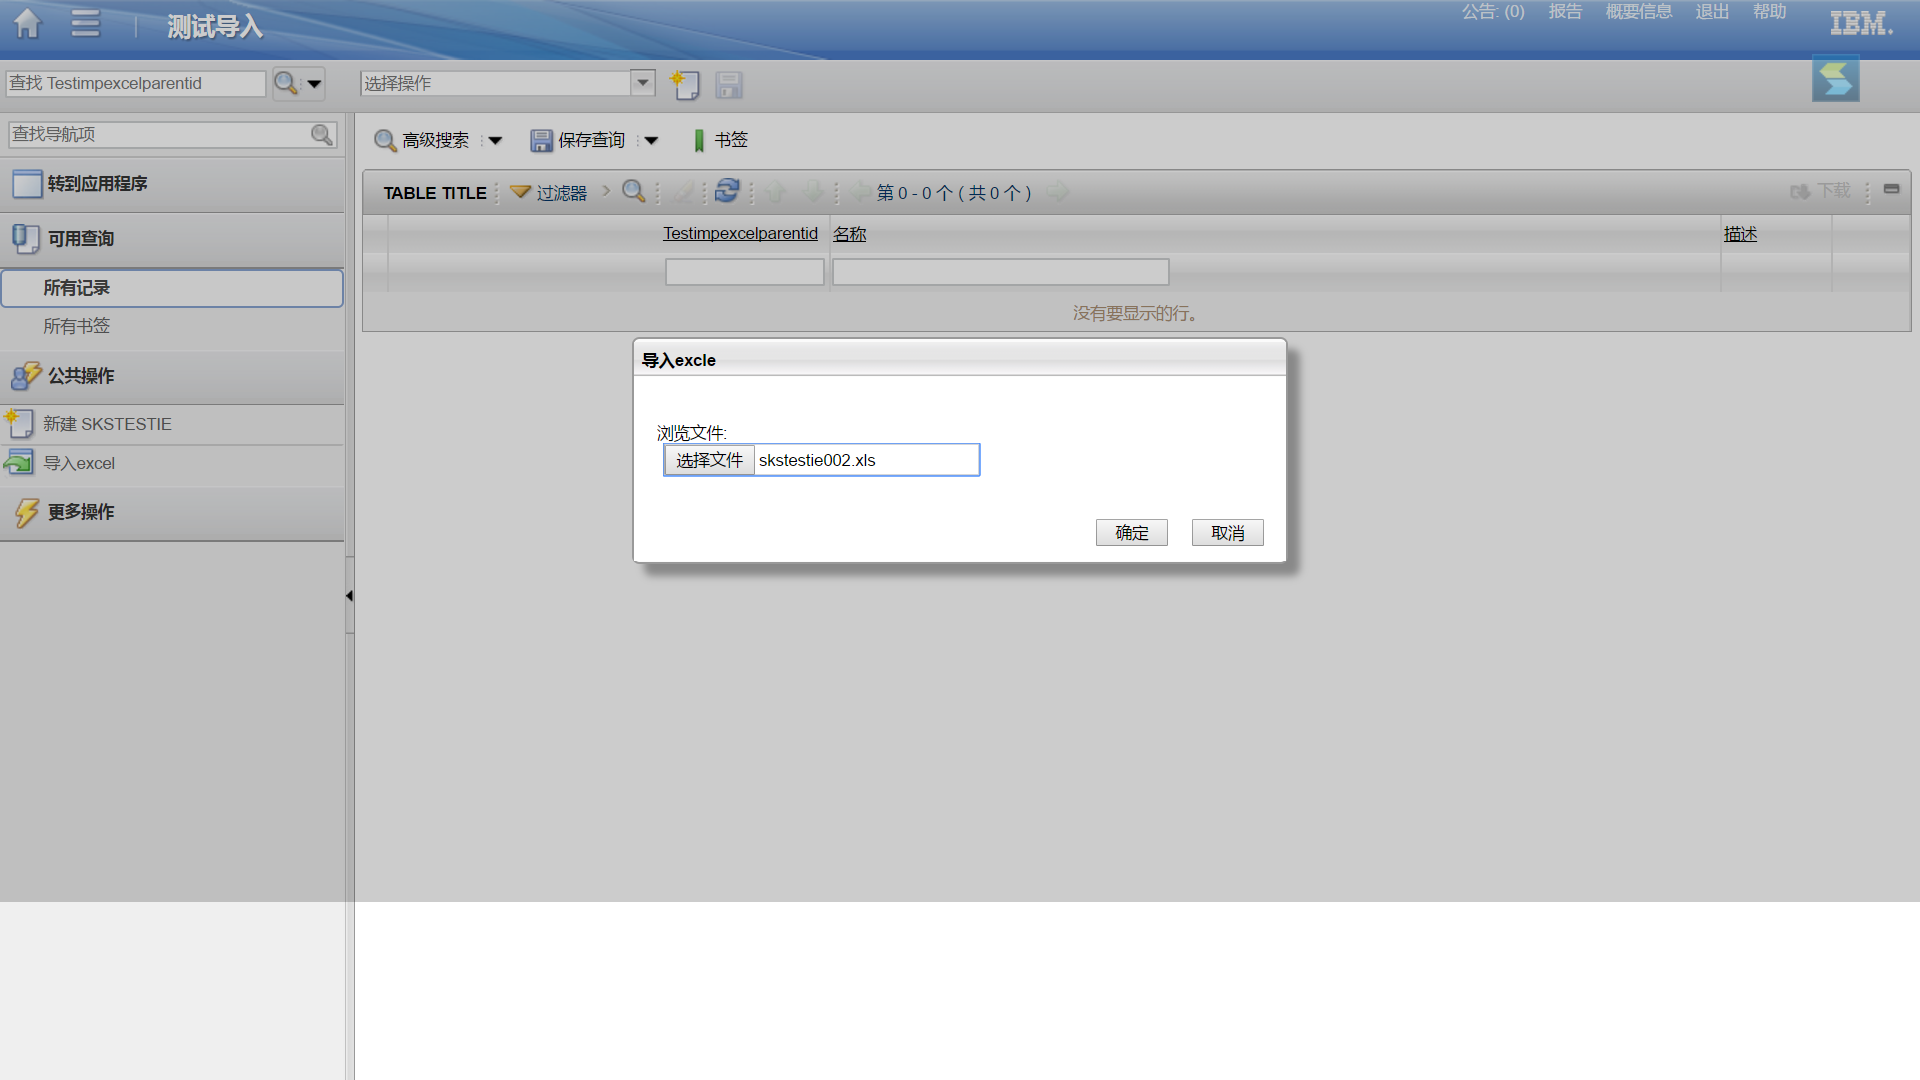 测试导入
公告: (0) 报告 概要信息 退出 帮助
IBM.
查找 Testimpexcelparentid
选择操作
查找导航项
高级搜索 保存查询 书签
转到应用程序
TABLE TITLE 过滤器 第 0 - 0 个 ( 共 0 个 ) 下载
可用查询
Testimpexcelparentid 名称 描述
所有记录
没有要显示的行。
所有书签
导入excle
公共操作
新建 SKSTESTIE
浏览文件:
导入excel
选择文件 skstestie002.xls
更多操作
确定 取消